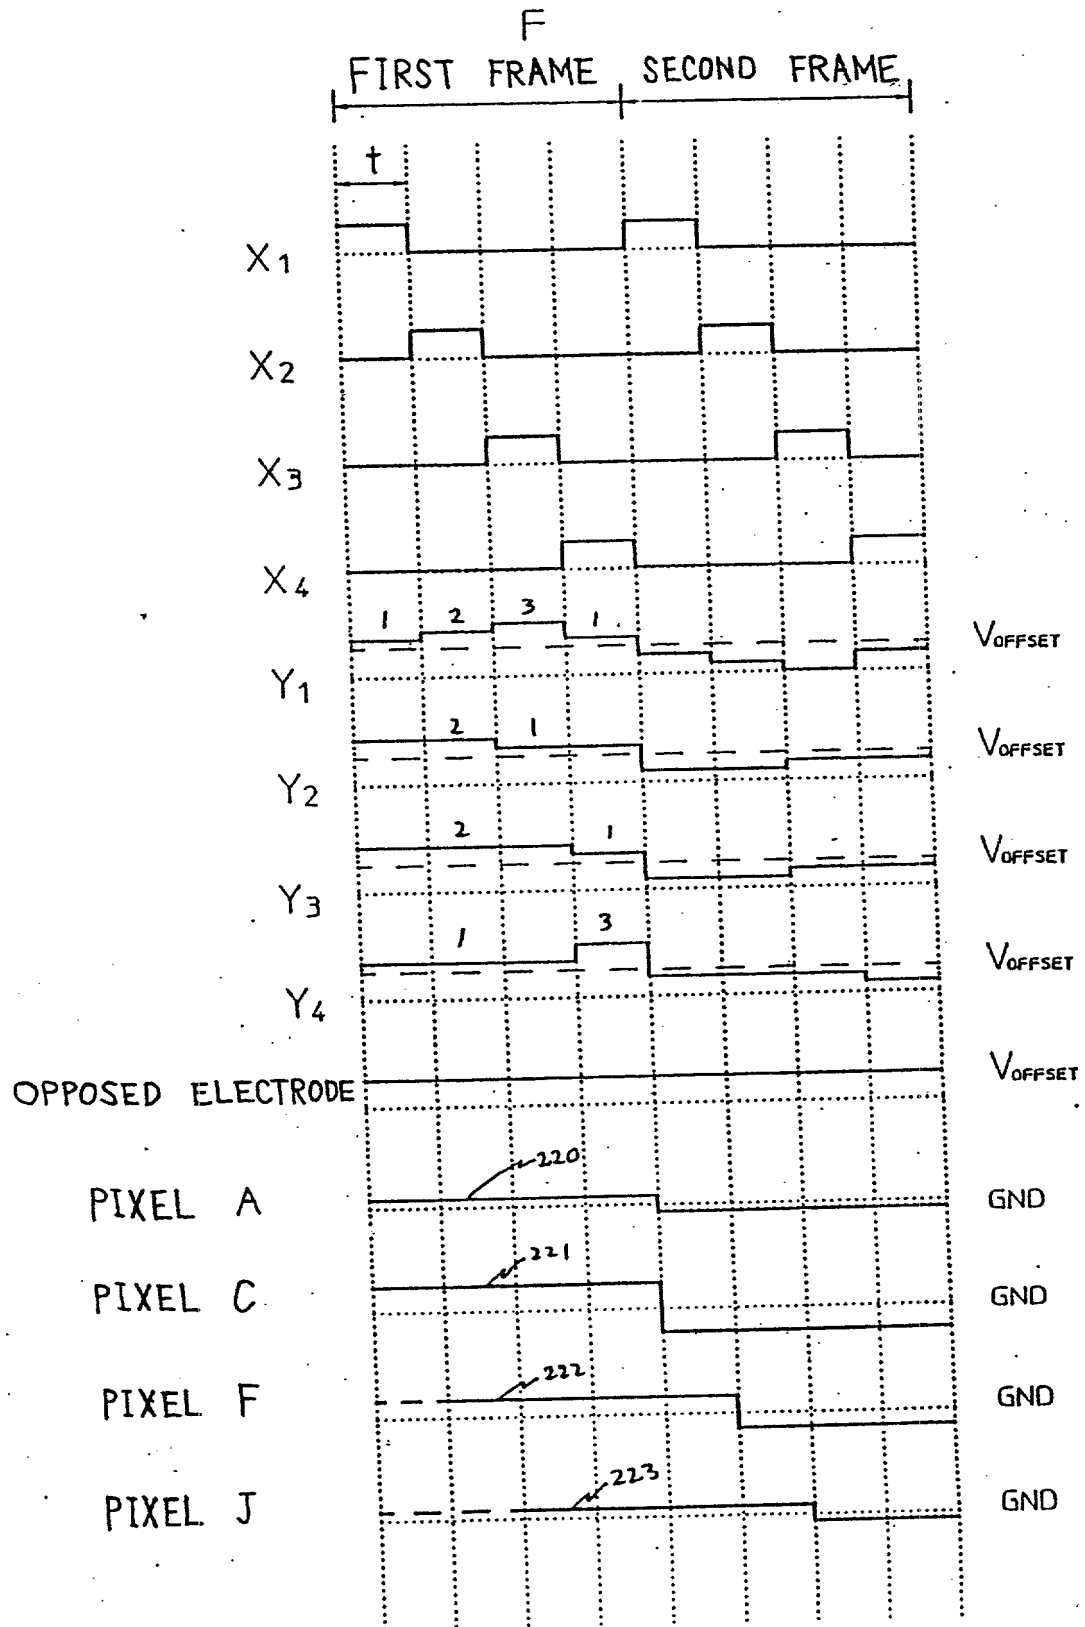 F
FIRST FRAME SECOND FRAME
t
X1
X2
X3
X4
1 2 3 1
VOFFSET
Y1
2 1
VOFFSET
Y2
2 1
VOFFSET
Y3
1 3
VOFFSET
Y4
OPPOSED ELECTRODE VOFFSET
220
PIXEL A GND
221
PIXEL C GND
222
PIXEL F GND
223
PIXEL J GND